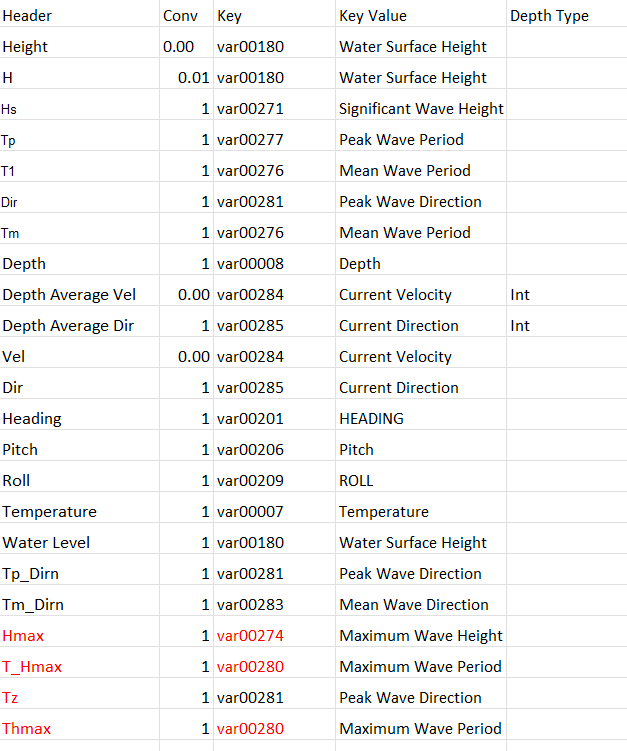 Header Conv Key Key Value Depth Type
Height 0.00 var00180 Water Surface Height
H 0.01 var00180 Water Surface Height
Hs 1 var00271 Significant Wave Height
Tp 1 var00277 Peak Wave Period
T1 1 var00276 Mean Wave Period
Dir 1 var00281 Peak Wave Direction
Tm 1 var00276 Mean Wave Period
Depth 1 var00008 Depth
Depth Average Vel 0.00 var00284 Current Velocity Int
Depth Average Dir 1 var00285 Current Direction Int
Vel 0.00 var00284 Current Velocity
Dir 1 var00285 Current Direction
Heading 1 var00201 HEADING
Pitch 1 var00206 Pitch
Roll 1 var00209 ROLL
Temperature 1 var00007 Temperature
Water Level 1 var00180 Water Surface Height
Tp_Dirn 1 var00281 Peak Wave Direction
Tm_Dirn 1 var00283 Mean Wave Direction
Hmax 1 var00274 Maximum Wave Height
T_Hmax 1 var00280 Maximum Wave Period
Tz 1 var00281 Peak Wave Direction
Thmax 1 var00280 Maximum Wave Period